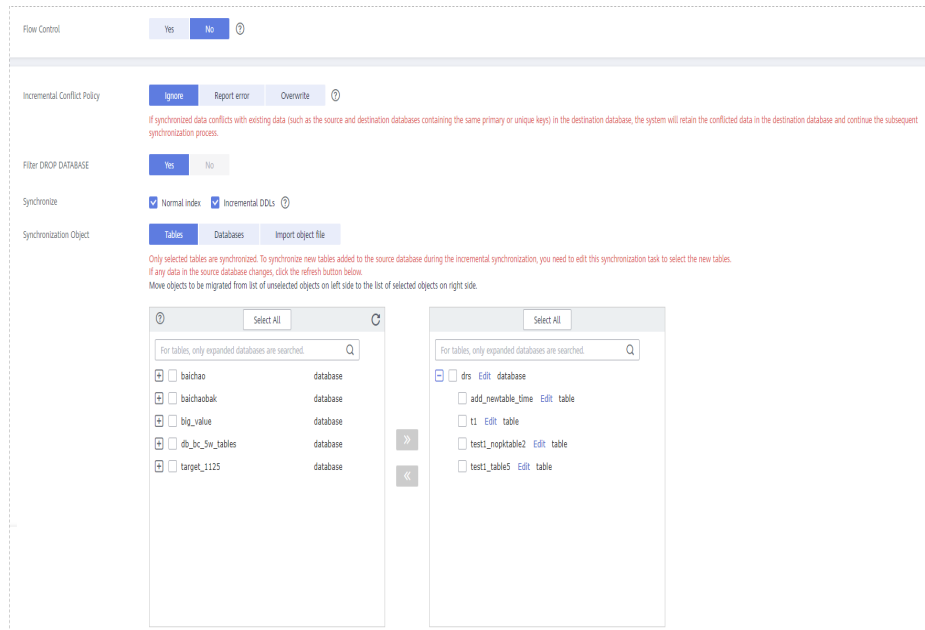 Flow Control Yes No
Incremental Conflict Policy Ignore Report error Overwrite
If synchronized data conflicts with existing data (such as the source and destination databases containing the same primary or unique keys) in the destination database, the system will retain the conflicted data in the destination database and continue the subsequent
synchronization process.
Filter DROP DATABASE Yes No
Synchronize Normal index Incremental DDLs
Synchronization Object Tables Databases Import object file
Only selected tables are synchronized. To synchronize new tables added to the source database during the incremental synchronization, you need to edit this synchronization task to select the new tables.
If any data in the source database changes, click the refresh button below.
Move objects to be migrated from list of unselected objects on left side to the list of selected objects on right side.
Select All
For tables, only expanded databases are searched.
baichao database
baichaobak database
big_value database
db_bc_5w_tables database
target_1125 database
Select All
For tables, only expanded databases are searched.
drs Edit database
add_newtable_time Edit table
t1 Edit table
test1_nopktable2 Edit table
test1_table5 Edit table